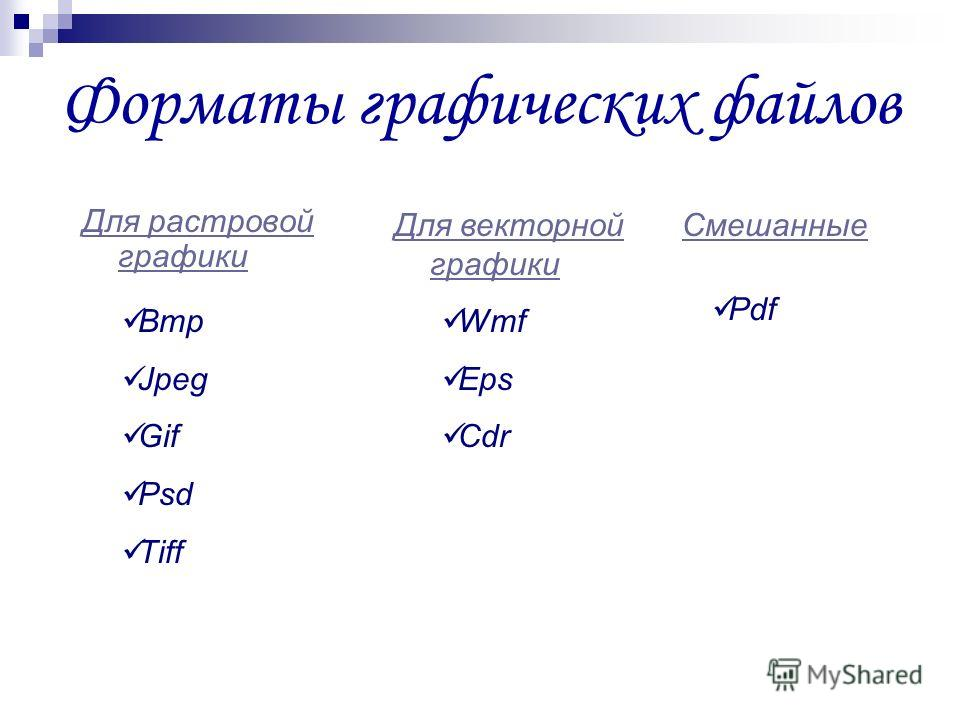 Форматы графических файлов
Для растровой
графики
Bmp
Jpeg
Gif
Psd
Tiff
Для векторной
графики
Wmf
Eps
Cdr
Смешанные
Pdf
MyShared